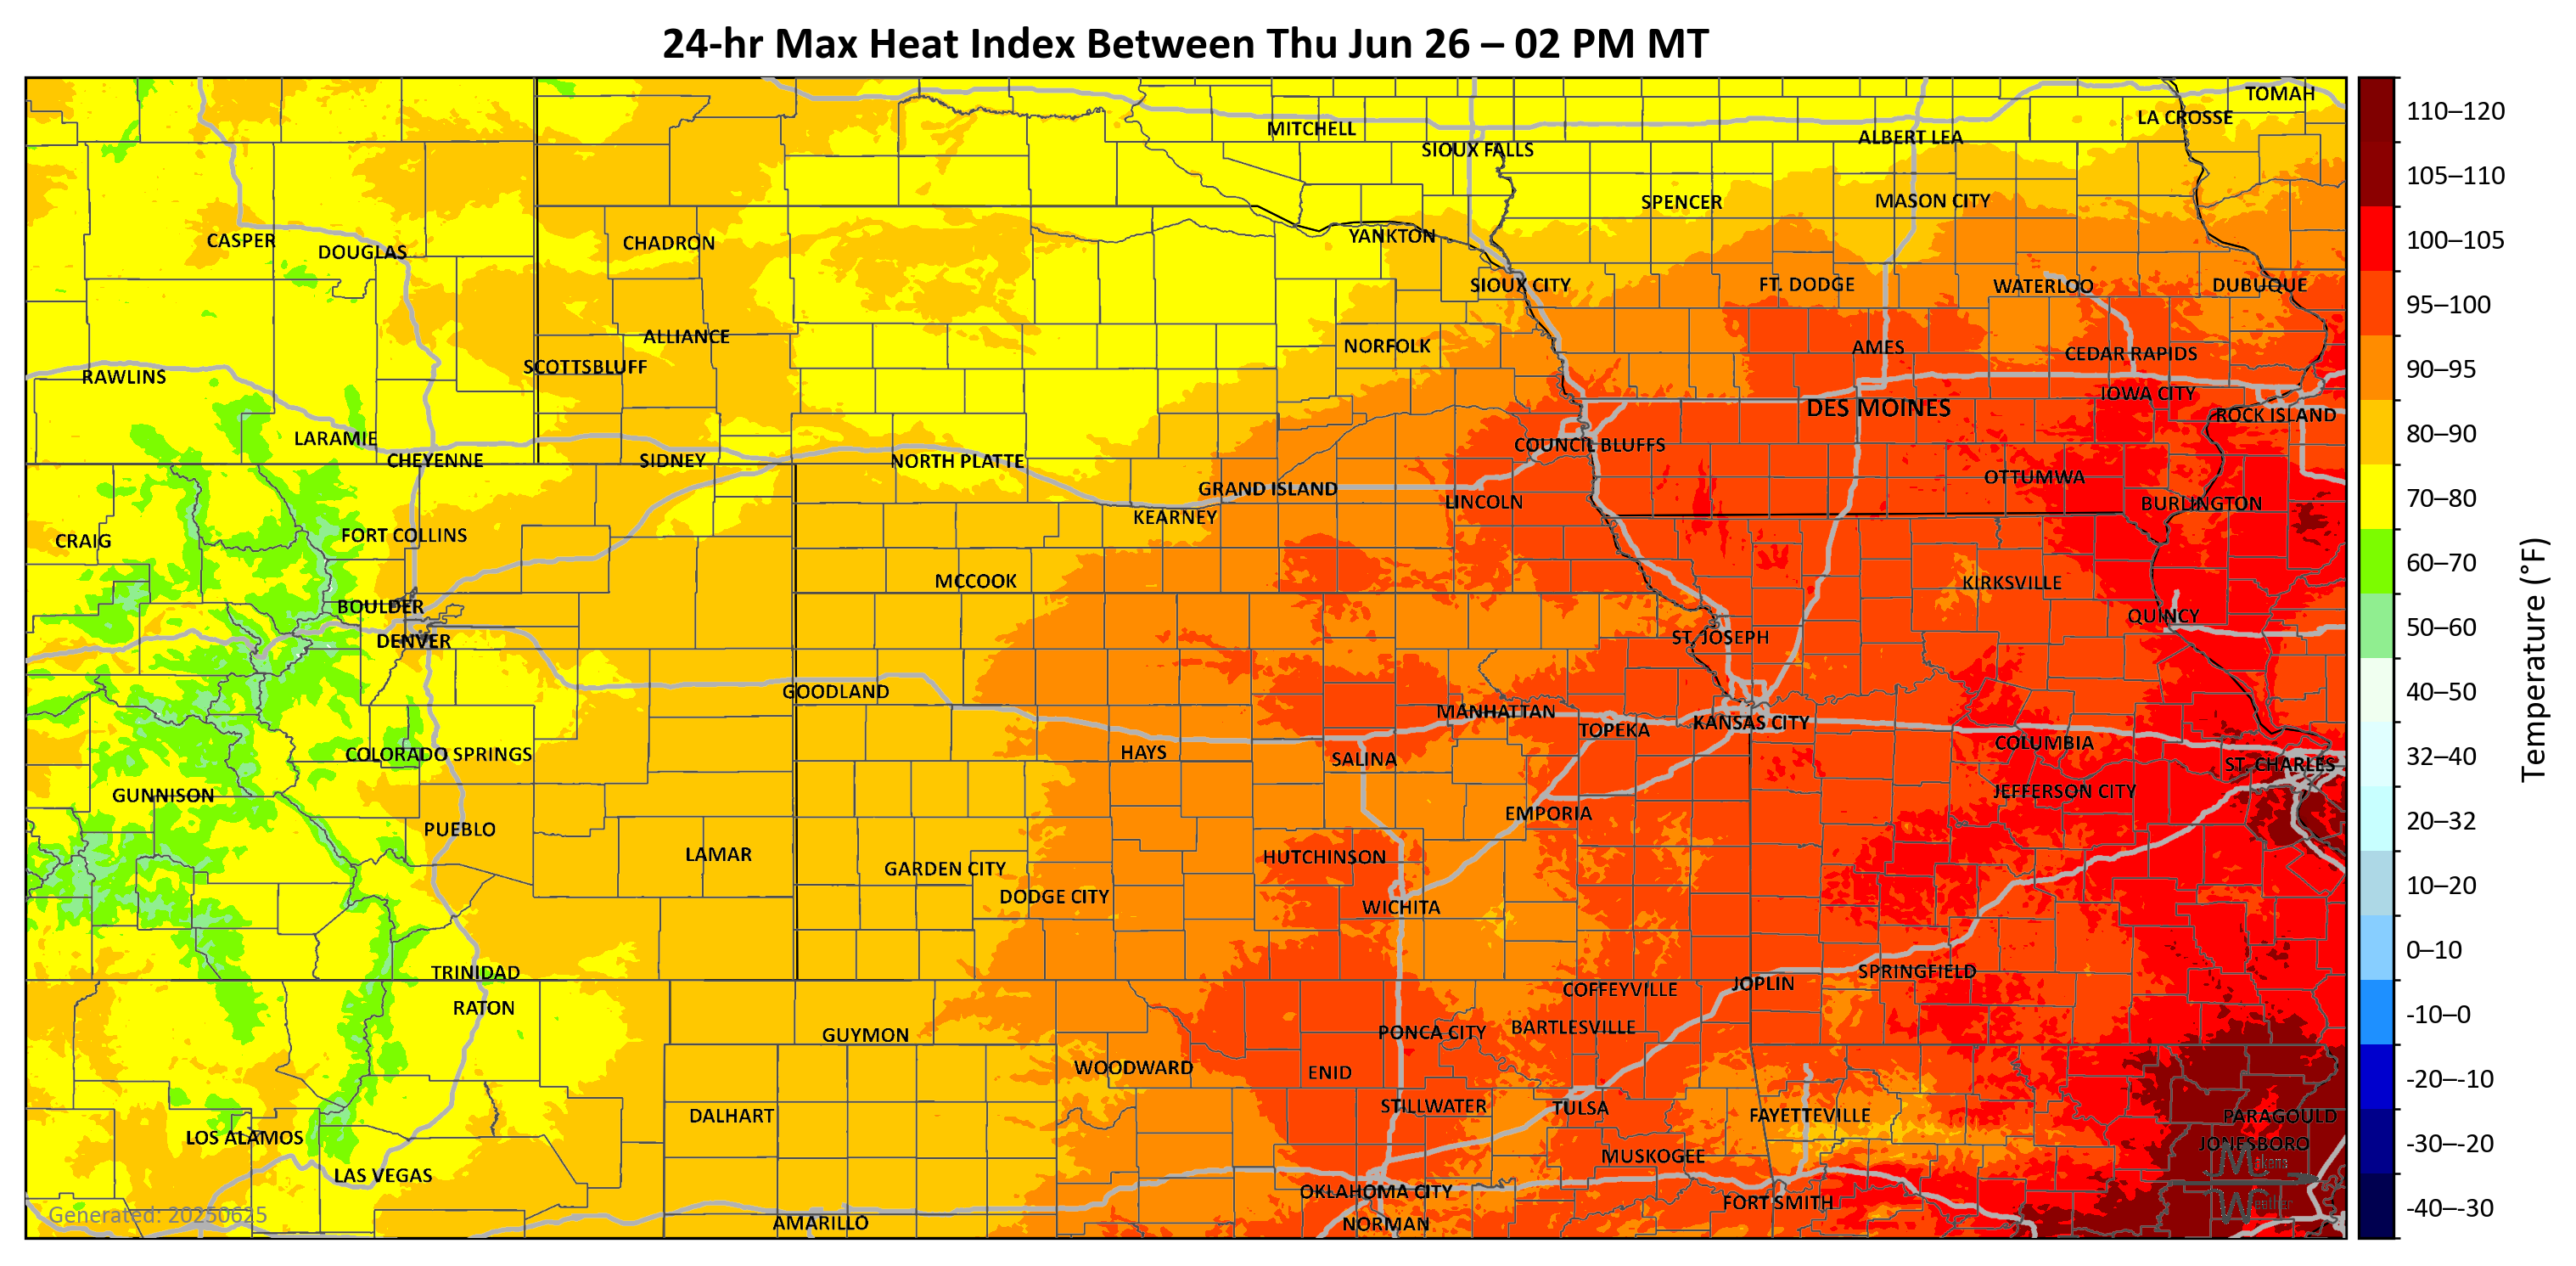 24-hr Max Heat Index Between Thu Jun 26 – 02 PM MT
TOMAH
LA CROSSE
MITCHELL
ALBERT LEA
SIOUX FALLS
SPENCER
MASON CITY
CASPER
DOUGLAS
CHADRON
YANKTON
SIOUX CITY
FT. DODGE
WATERLOO
DUBUQUE
ALLIANCE
NORFOLK
AMES
CEDAR RAPIDS
SCOTTSBLUFF
RAWLINS
IOWA CITY
DES MOINES
ROCK ISLAND
LARAMIE
COUNCIL BLUFFS
CHEYENNE
SIDNEY
NORTH PLATTE
OTTUMWA
GRAND ISLAND
LINCOLN
BURLINGTON
KEARNEY
FORT COLLINS
CRAIG
MCCOOK
KIRKSVILLE
BOULDER
QUINCY
DENVER
ST. JOSEPH
GOODLAND
MANHATTAN
KANSAS CITY
TOPEKA
COLUMBIA
COLORADO SPRINGS
HAYS
SALINA
ST. CHARLES
GUNNISON
JEFFERSON CITY
EMPORIA
PUEBLO
LAMAR
HUTCHINSON
GARDEN CITY
DODGE CITY
WICHITA
TRINIDAD
SPRINGFIELD
JOPLIN
COFFEYVILLE
RATON
GUYMON
PONCA CITY
BARTLESVILLE
WOODWARD
ENID
DALHART
STILLWATER
TULSA
FAYETTEVILLE
PARAGOULD
LOS ALAMOS
JONESBORO
MUSKOGEE
LAS VEGAS
OKLAHOMA CITY
FORT SMITH
AMARILLO
NORMAN
Generated: 20250625
Weather
110–120
105–110
100–105
95–100
90–95
80–90
70–80
60–70
50–60
40–50
32–40
20–32
10–20
0–10
-10–0
-20–-10
-30–-20
-40–-30
Temperature (°F)